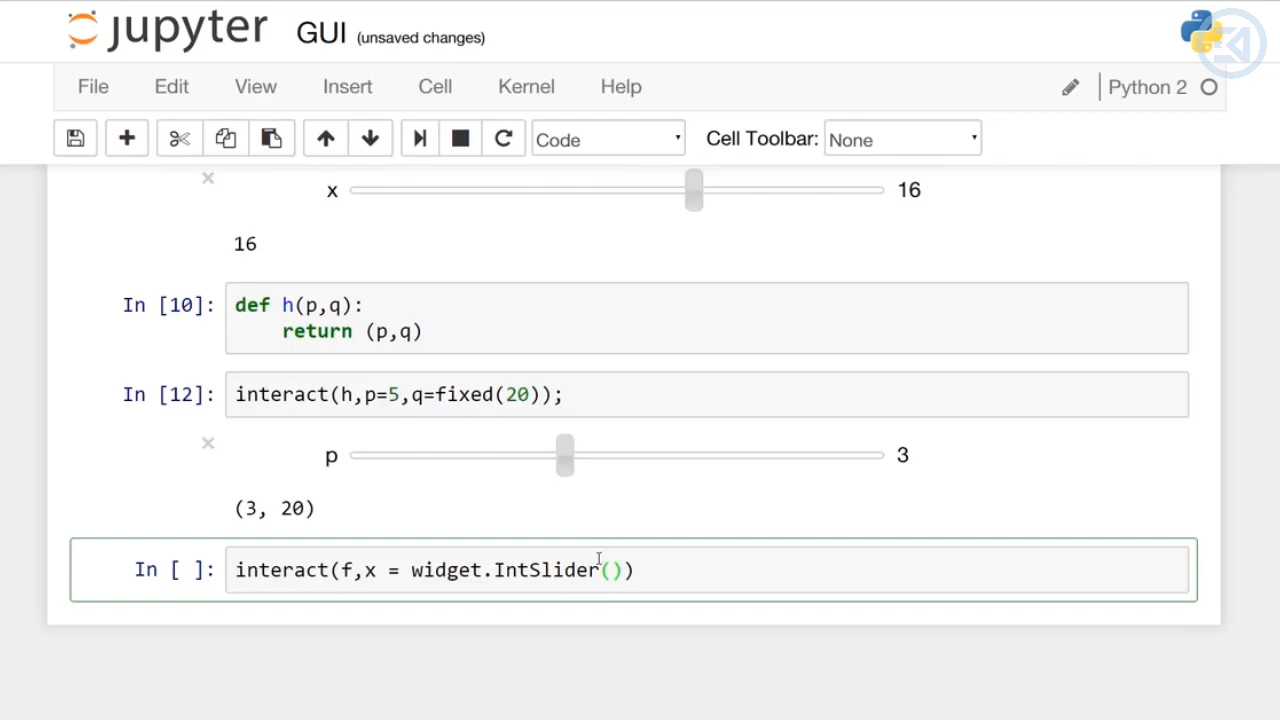 jupyter GUI (unsaved changes)
File Edit View Insert Cell Kernel Help Python 2
Code Cell Toolbar: None
× x 16
16
In [10]: def h(p,q):
return (p,q)
In [12]: interact(h,p=5,q=fixed(20));
× p 3
(3, 20)
In [ ]: interact(f,x = widget.IntSlider())